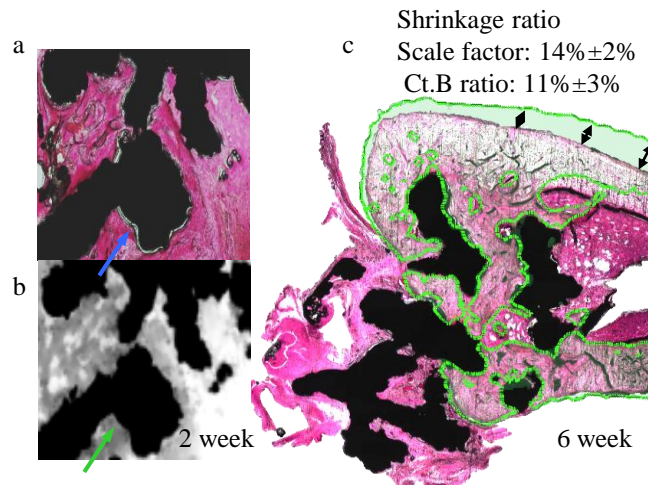 Shrinkage ratio
a
c
Scale factor: 14%±2%
Ct.B ratio: 11%±3%
b
2 week
6 week